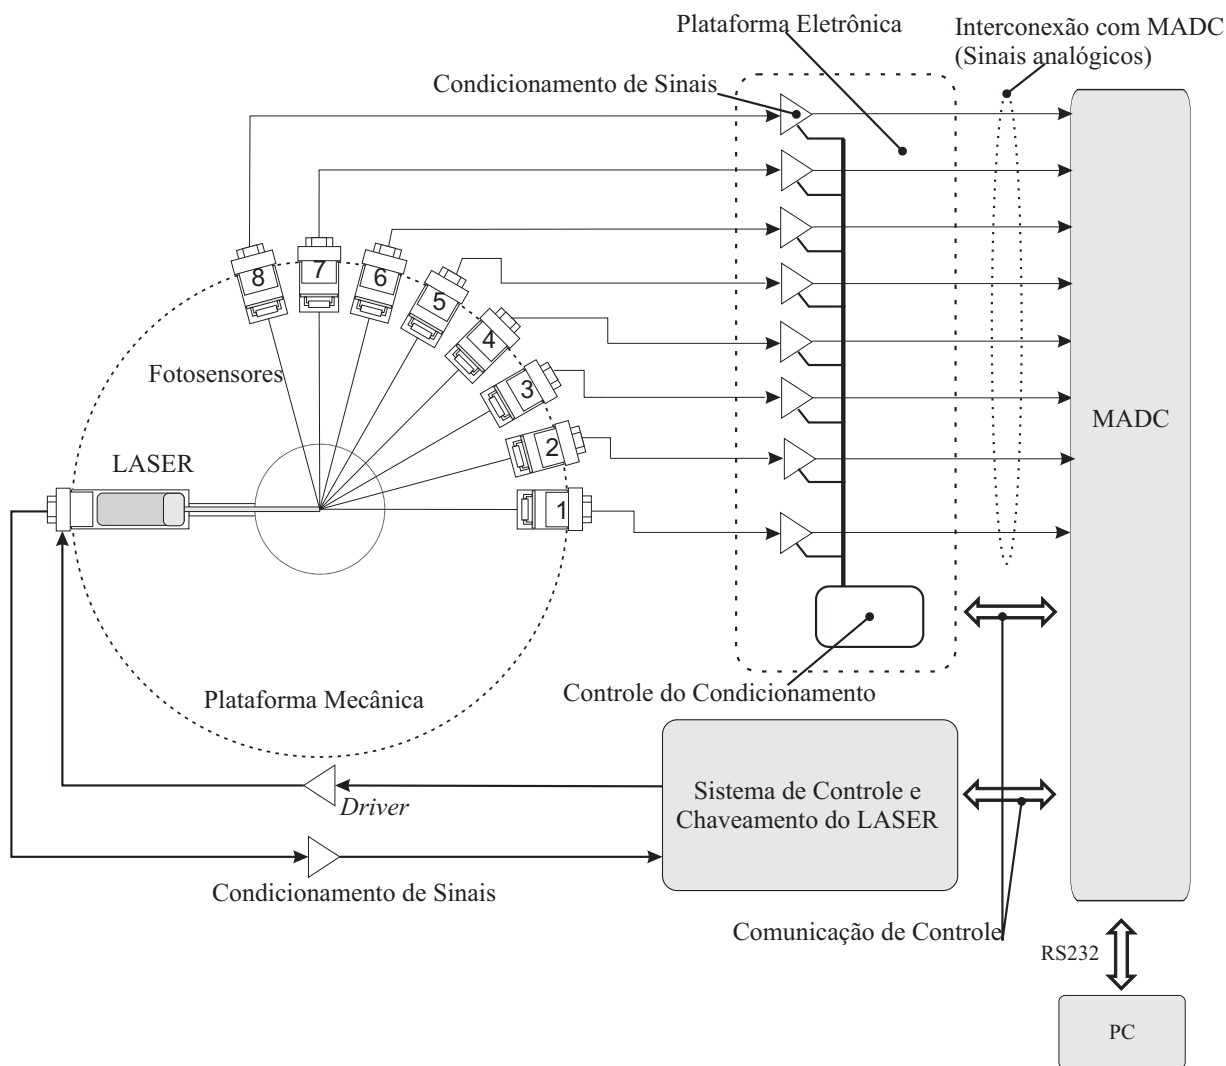 Plataforma Eletrônica
Interconexão com MADC
(Sinais analógicos)
Condicionamento de Sinais
8
7
6
5
4
3
2
1
Fotosensores
LASER
MADC
Plataforma Mecânica
Controle do Condicionamento
Driver
Sistema de Controle e
Chaveamento do LASER
Condicionamento de Sinais
Comunicação de Controle
RS232
PC